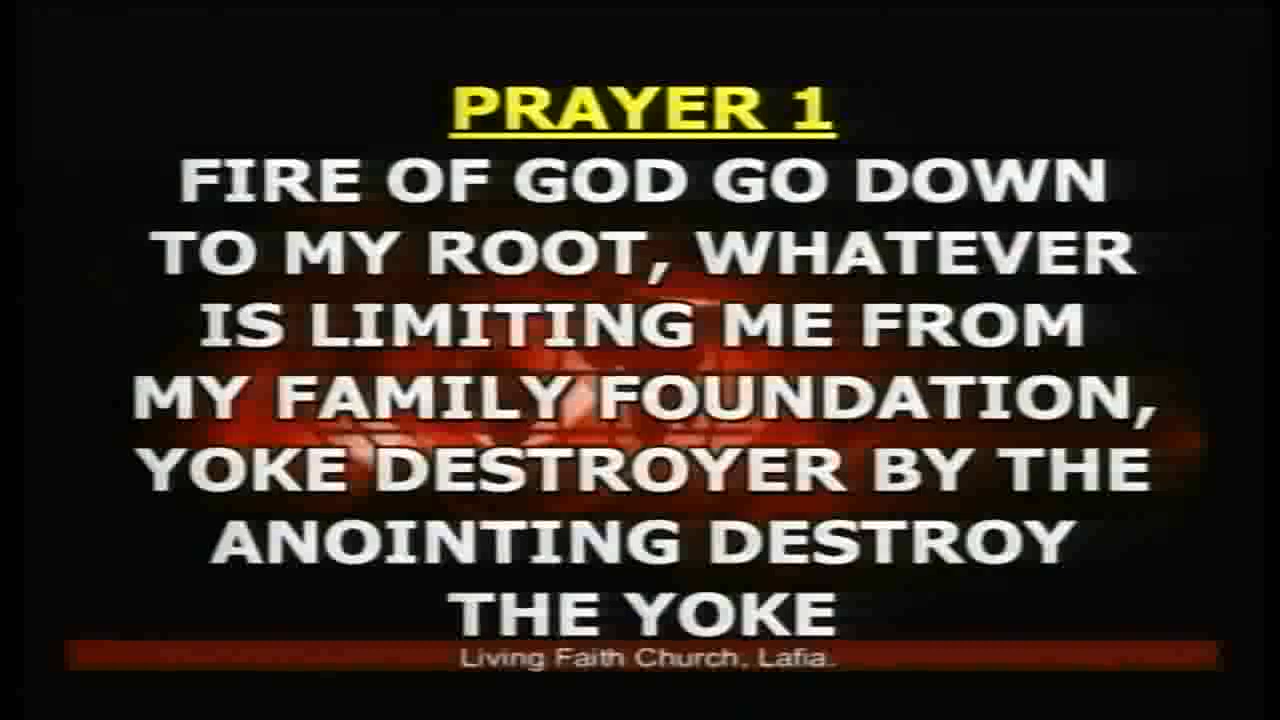 PRAYER 1
FIRE OF GOD GO DOWN
TO MY ROOT, WHATEVER
IS LIMITING ME FROM
MY FAMILY FOUNDATION,
YOKE DESTROYER BY THE
ANOINTING DESTROY
THE YOKE
Living Faith Church, Lafia.